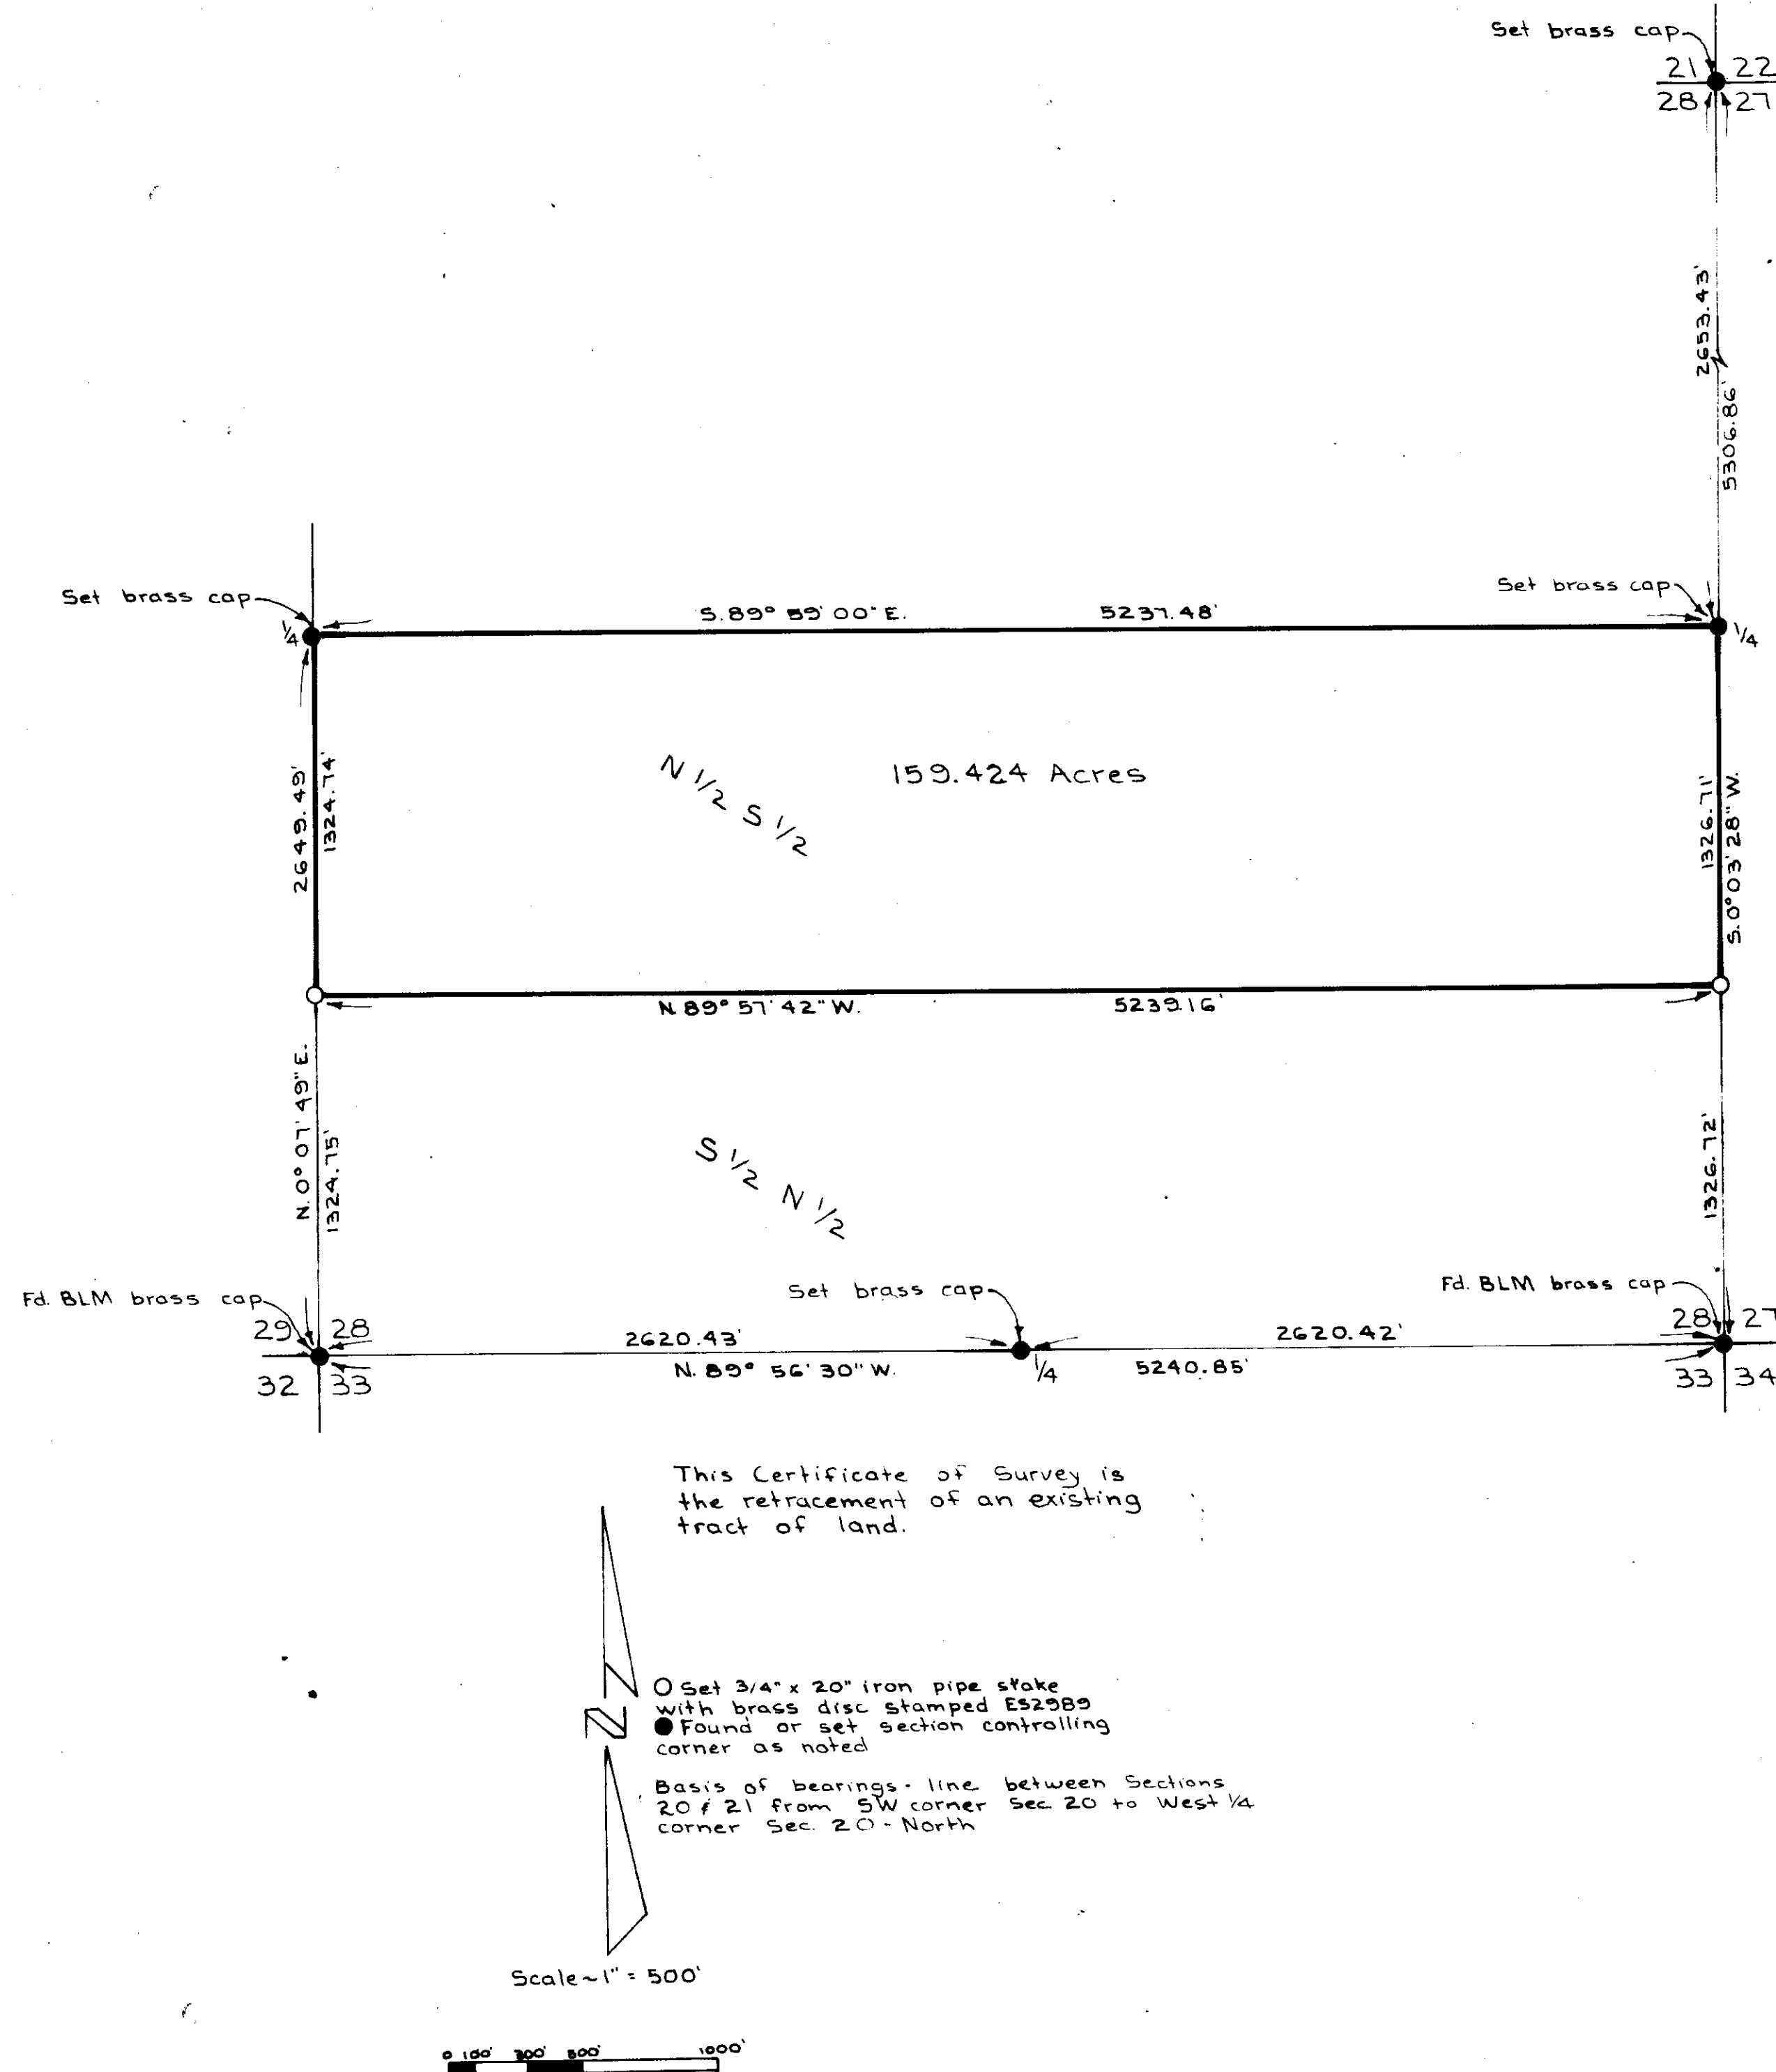 Set brass cap
21 22
28 27
2653.43'
5306.86'
Set brass cap
Set brass cap
S. 89° 59' 00" E. 5237.48'
1/4
1/4
N 1/2 S 1/2
159.424 Acres
2649.49'
1324.74'
1326.71'
S. 0° 03' 28" W.
N. 89° 57' 42" W. 5239.16'
N. 0° 07' 49" E.
1324.75'
S 1/2 N 1/2
1326.72'
Fd. BLM brass cap
Set brass cap
Fd. BLM brass cap
29 28
2620.43'
2620.42'
28 27
32 33
N. 89° 56' 30" W.
1/4
5240.85'
33 34
This Certificate of Survey is
the retracement of an existing
tract of land.
N
O Set 3/4" x 20" iron pipe stake
with brass disc stamped ES2989
● Found or set section controlling
corner as noted
Basis of bearings - line between Sections
20 & 21 from SW corner Sec. 20 to West 1/4
corner Sec. 20 - North
Scale ~ 1" = 500'
0 100' 300' 500' 1000'